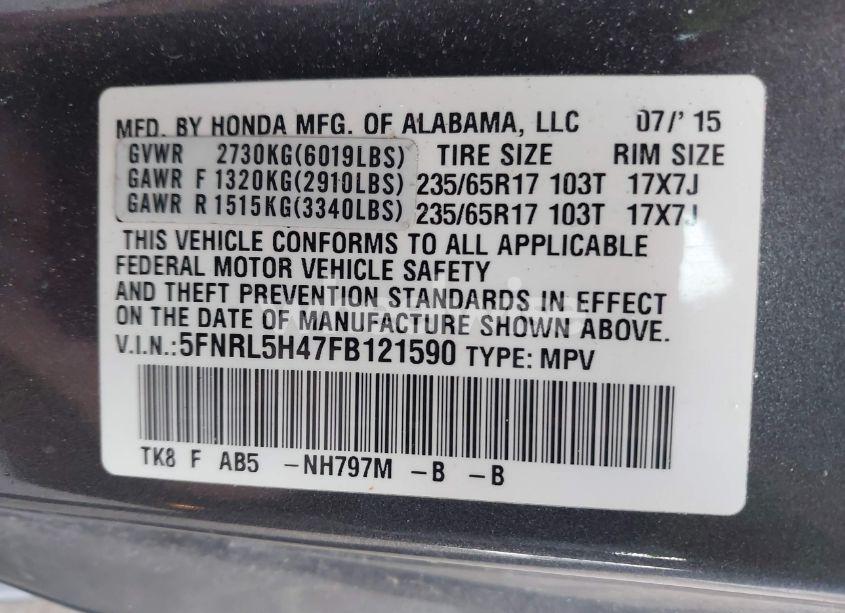 MFD. BY HONDA MFG. OF ALABAMA, LLC 07/' 15
GVWR 2730KG(6019LBS) TIRE SIZE RIM SIZE
GAWR F 1320KG(2910LBS) 235/65R17 103T 17X7J
GAWR R 1515KG(3340LBS) 235/65R17 103T 17X7J
THIS VEHICLE CONFORMS TO ALL APPLICABLE
FEDERAL MOTOR VEHICLE SAFETY
AND THEFT PREVENTION STANDARDS IN EFFECT
ON THE DATE OF MANUFACTURE SHOWN ABOVE.
V.I.N.:5FNRL5H47FB121590 TYPE: MPV
TK8 F AB5 -NH797M -B -B